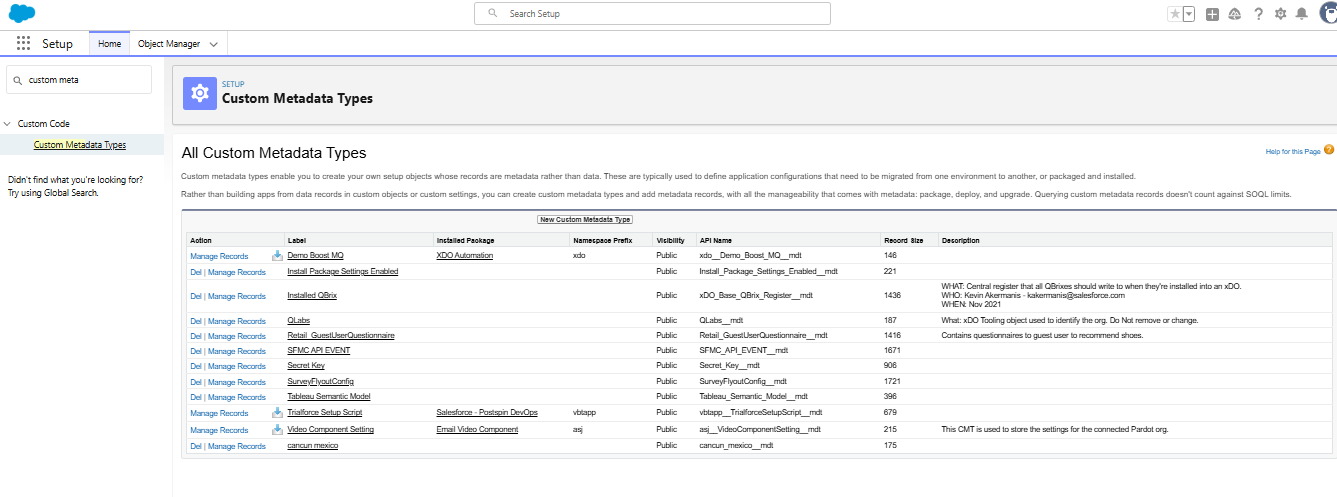 Search Setup
Setup
Home
Object Manager
custom meta
Custom Code
Custom Metadata Types
Didn't find what you're looking for?
Try using Global Search.
SETUP
Custom Metadata Types
All Custom Metadata Types
Help for this Page
Custom metadata types enable you to create your own setup objects whose records are metadata rather than data. These are typically used to define application configurations that need to be migrated from one environment to another, or packaged and installed.
Rather than building apps from data records in custom objects or custom settings, you can create custom metadata types and add metadata records, with all the manageability that comes with metadata: package, deploy, and upgrade. Querying custom metadata records doesn't count against SOQL limits.
New Custom Metadata Type
Action Label Installed Package Namespace Prefix Visibility API Name Record Size Description
Manage Records Demo Boost MQ XDO Automation xdo Public xdo__Demo_Boost_MQ__mdt 146
Del | Manage Records Install Package Settings Enabled Public Install_Package_Settings_Enabled__mdt 221
Del | Manage Records Installed QBrix Public xDO_Base_QBrix_Register__mdt 1436 WHAT: Central register that all QBrixes should write to when they're installed into an xDO.
WHO: Kevin Akermanis - kakermanis@salesforce.com
WHEN: Nov 2021
Del | Manage Records QLabs Public QLabs__mdt 187 What: xDO Tooling object used to identify the org. Do Not remove or change.
Del | Manage Records Retail_GuestUserQuestionnaire Public Retail_GuestUserQuestionnaire__mdt 1416 Contains questionnaires to guest user to recommend shoes.
Del | Manage Records SFMC API EVENT Public SFMC_API_EVENT__mdt 1671
Del | Manage Records Secret Key Public Secret_Key__mdt 906
Del | Manage Records SurveyFlyoutConfig Public SurveyFlyoutConfig__mdt 1721
Del | Manage Records Tableau Semantic Model Public Tableau_Semantic_Model__mdt 396
Manage Records Trialforce Setup Script Salesforce - Postspin DevOps vbtapp Public vbtapp__TrialforceSetupScript__mdt 679
Manage Records Video Component Setting Email Video Component asj Public asj__VideoComponentSetting__mdt 215 This CMT is used to store the settings for the connected Pardot org.
Del | Manage Records cancun mexico Public cancun_mexico__mdt 175